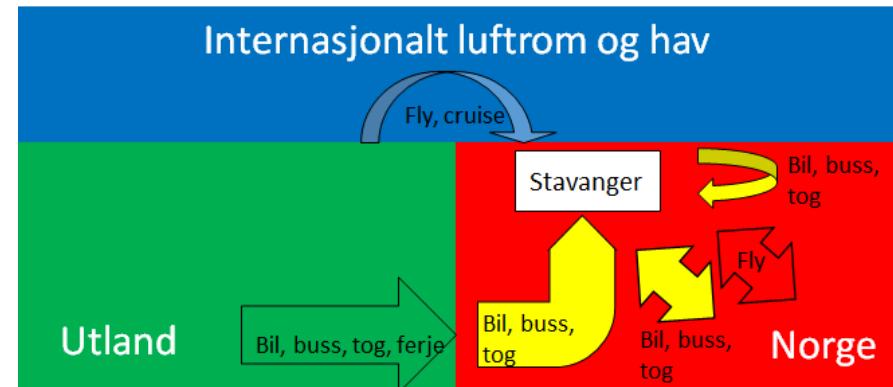 Internasjonalt luftrom og hav
Fly, cruise
Stavanger
Bil, buss,
tog
Fly
Utland
Bil, buss, tog, ferje
Bil, buss,
tog
Bil, buss,
tog
Norge